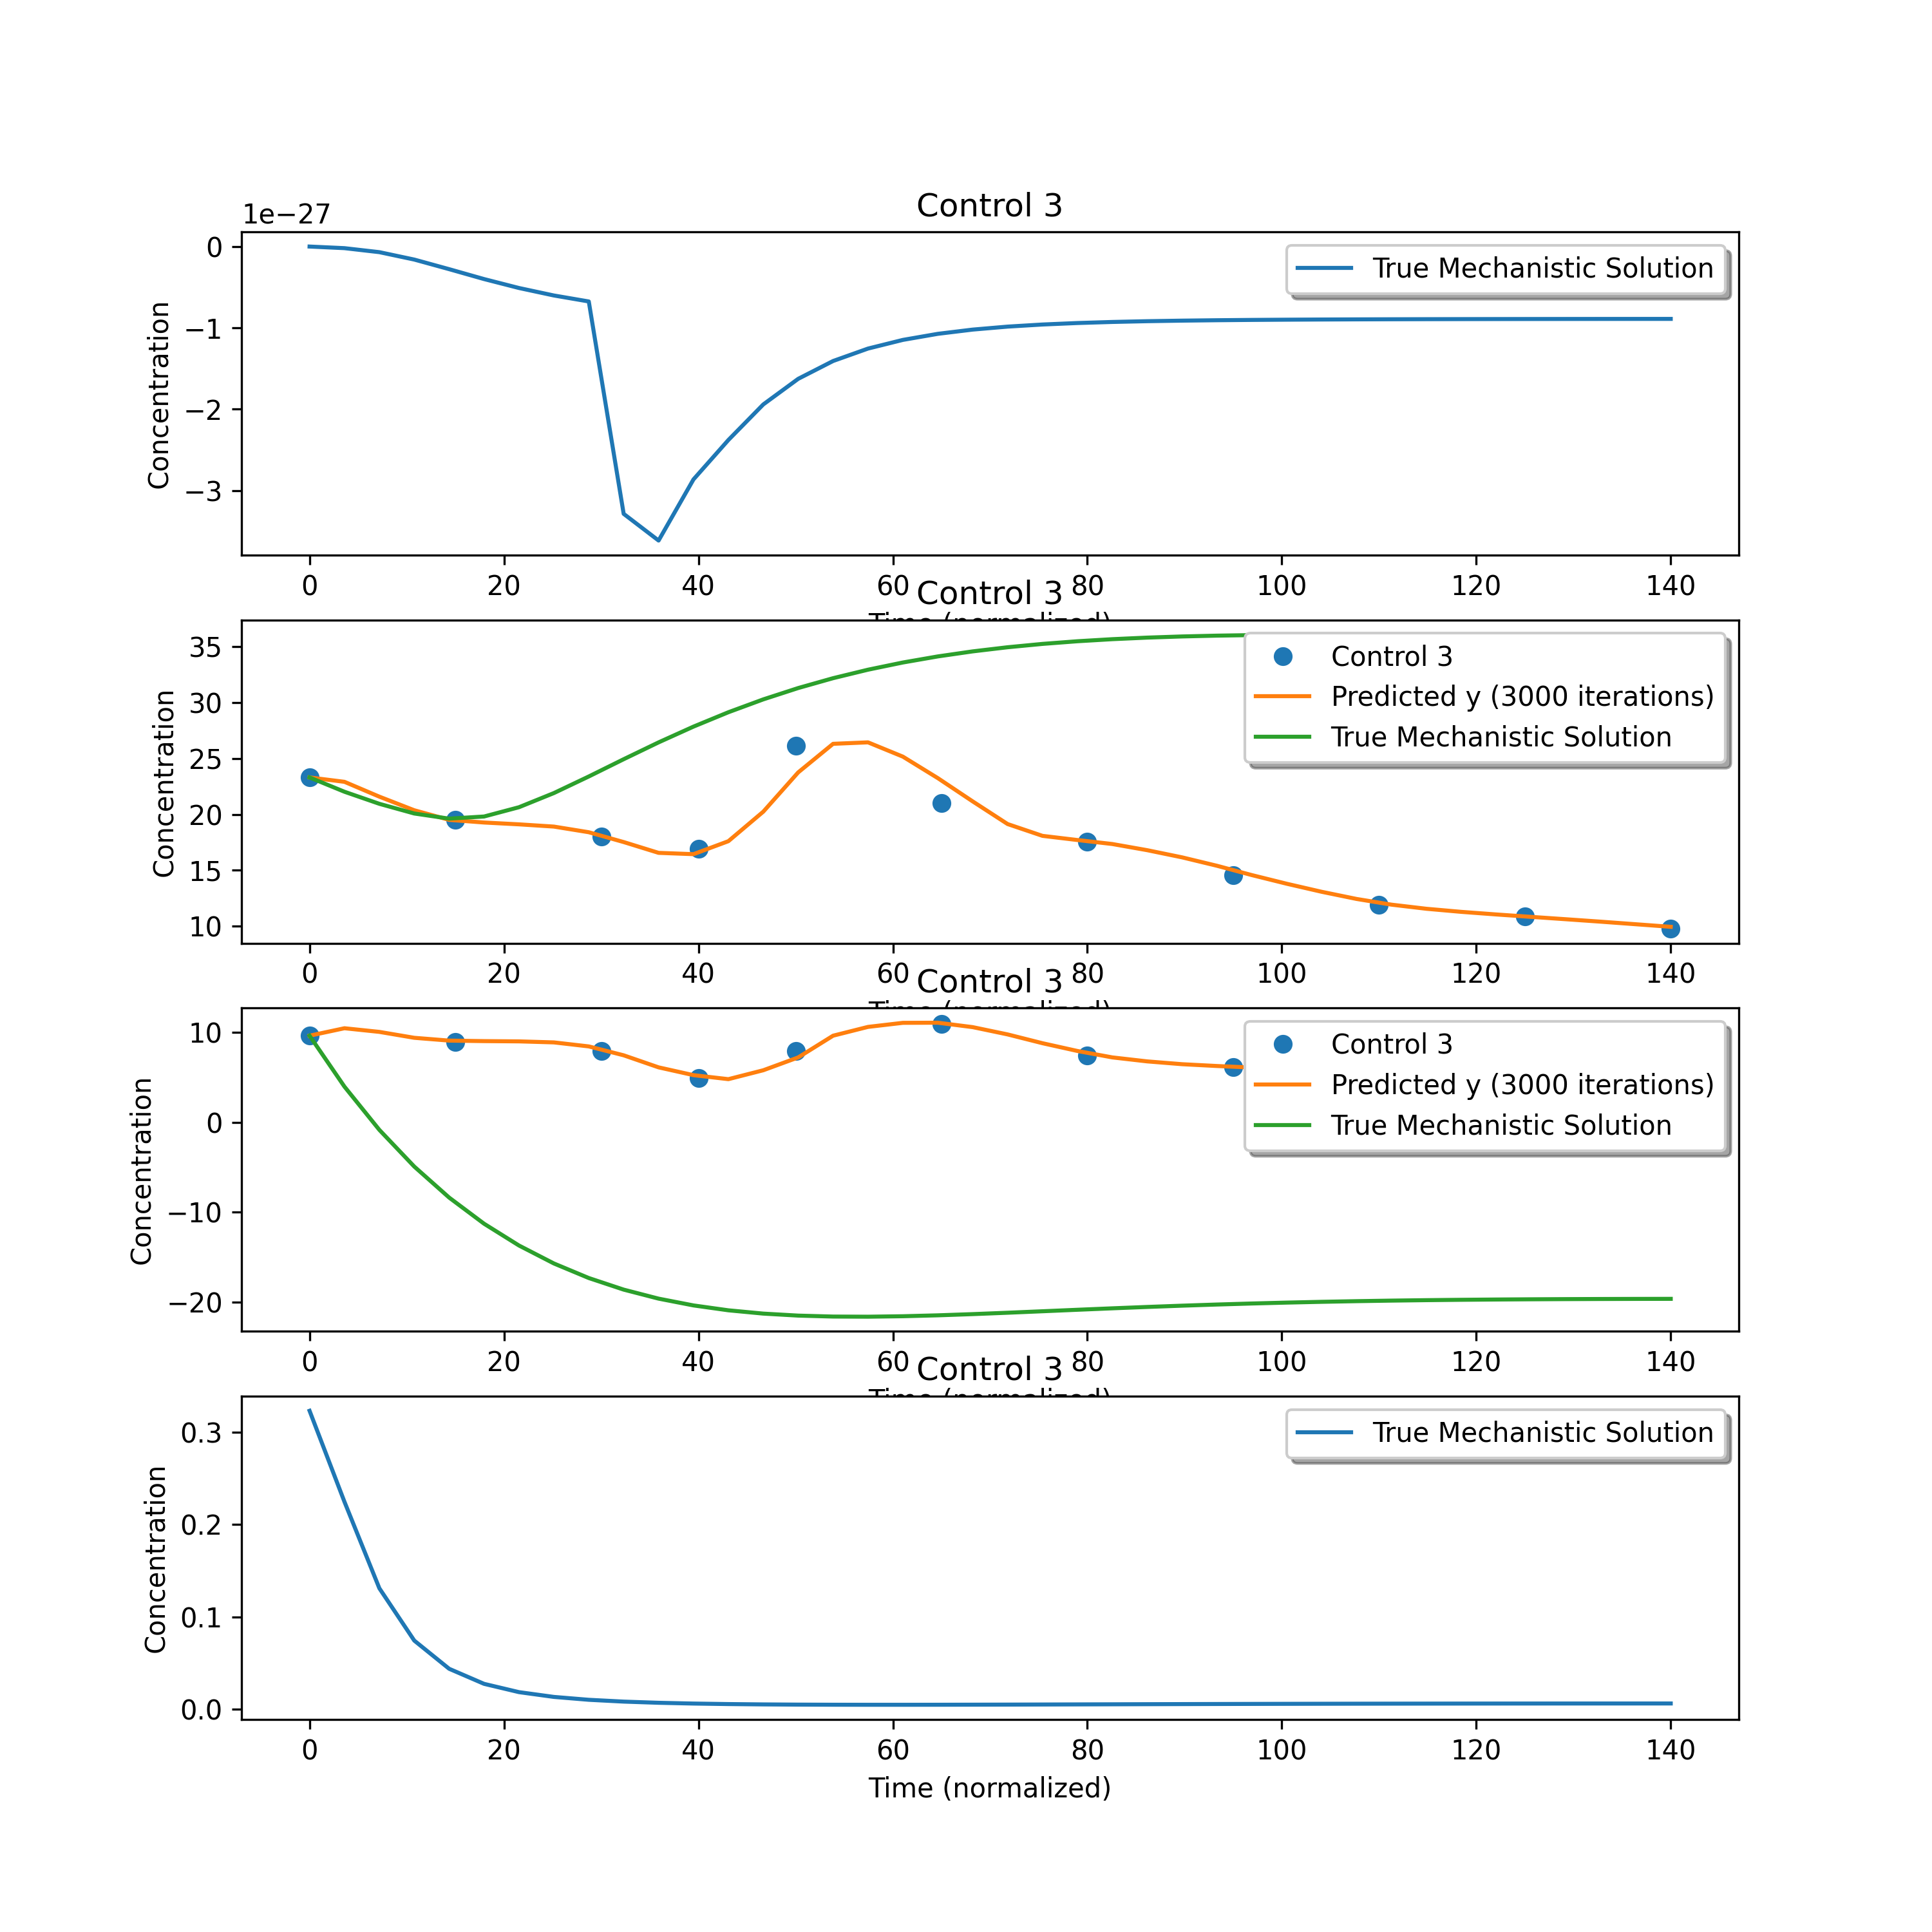 Control 3
1e−27
0
−1
−2
−3
Concentration
True Mechanistic Solution
0 20 40 60 80 100 120 140
Control 3
35
30
25
20
15
10
Concentration
Control 3
Predicted y (3000 iterations)
True Mechanistic Solution
0 20 40 60 80 100 120 140
Control 3
10
0
−10
−20
Concentration
Control 3
Predicted y (3000 iterations)
True Mechanistic Solution
0 20 40 60 80 100 120 140
Control 3
0.3
0.2
0.1
0.0
Concentration
True Mechanistic Solution
0 20 40 60 80 100 120 140
Time (normalized)